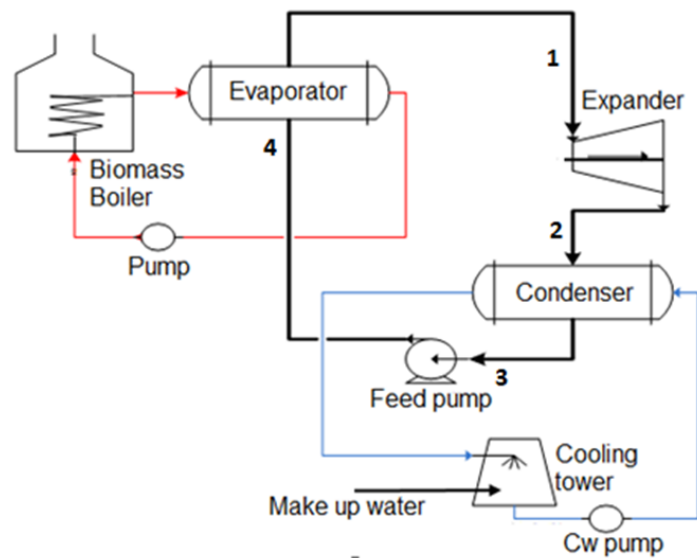 1
Expander
Evaporator
4
Biomass
Boiler
Pump
2
Condenser
3
Feed pump
Cooling
tower
Make up water
Cw pump